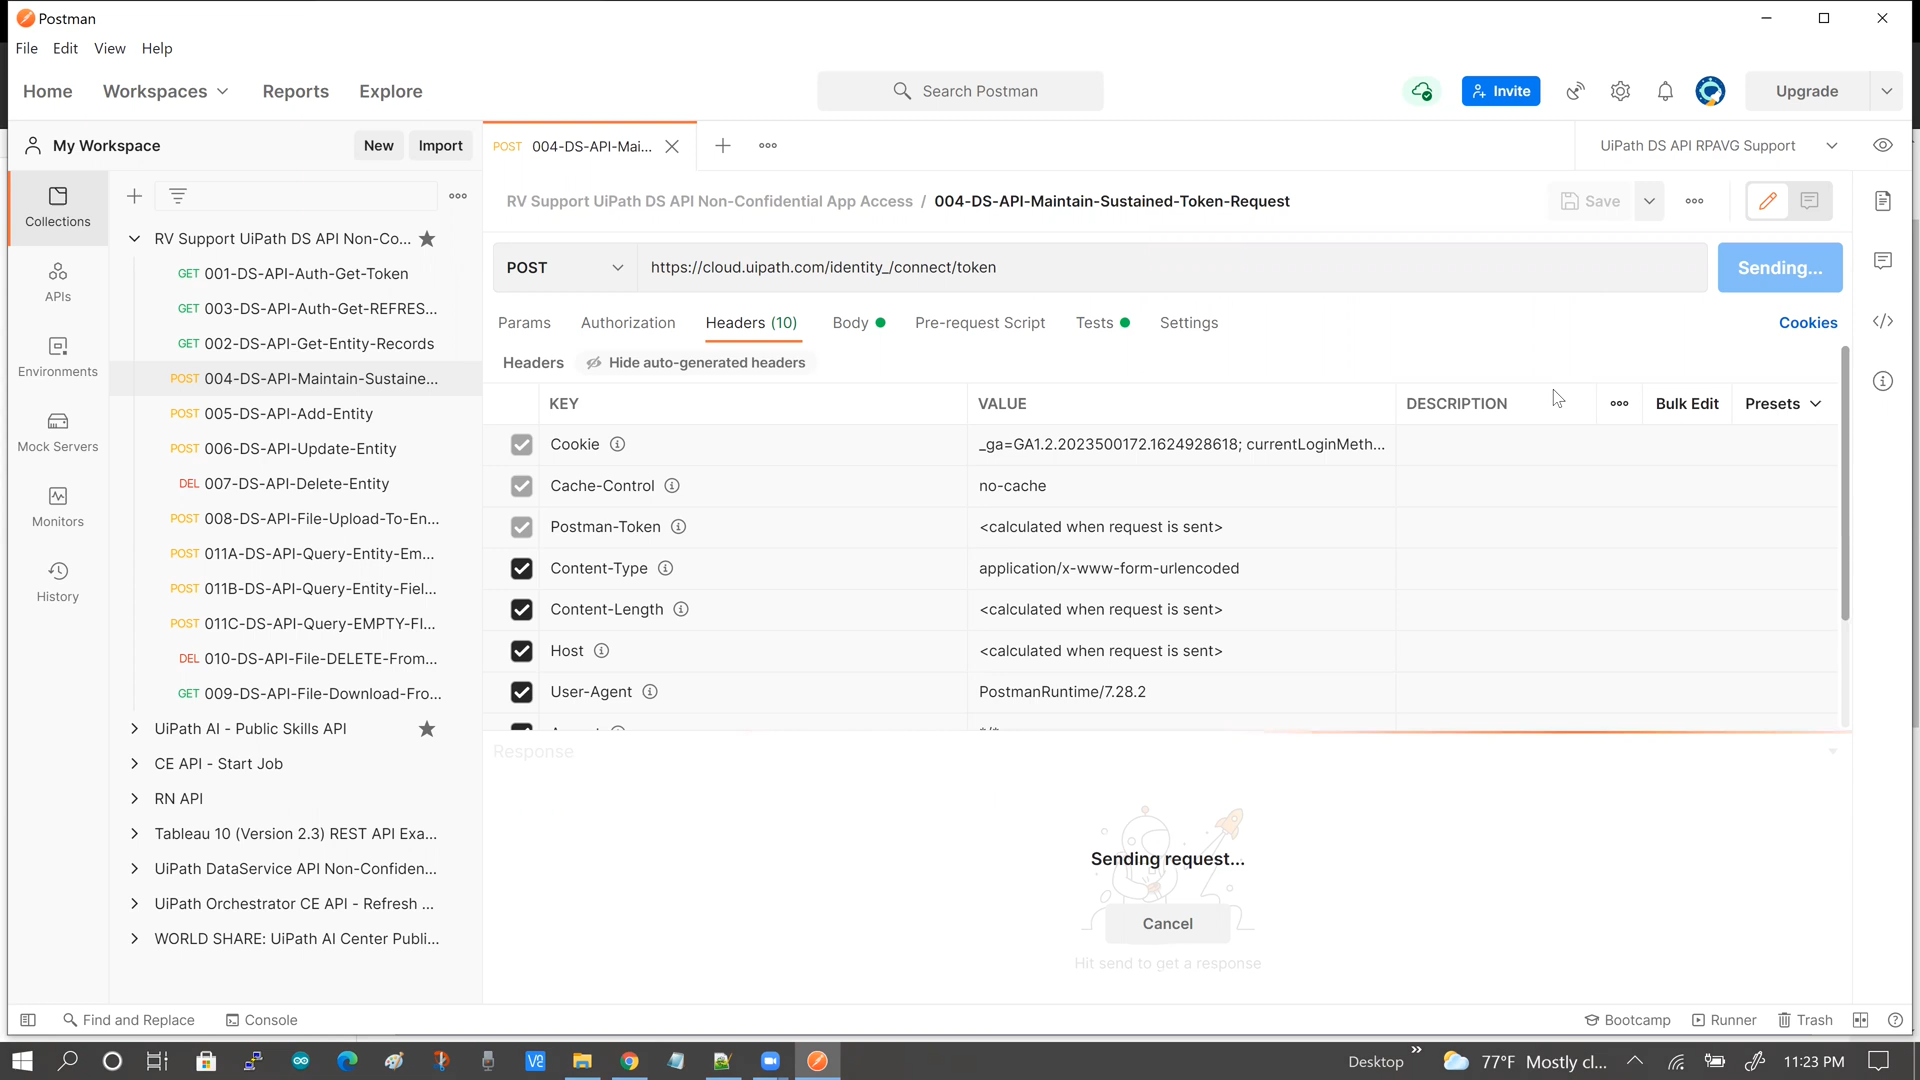 Postman
File Edit View Help
Home Workspaces Reports Explore
Search Postman
Invite
Upgrade
My Workspace
New Import
POST 004-DS-API-Mai...
UiPath DS API RPAVG Support
RV Support UiPath DS API Non-Confidential App Access / 004-DS-API-Maintain-Sustained-Token-Request
Save
Collections
APIs
Environments
Mock Servers
Monitors
History
RV Support UiPath DS API Non-Co...
GET 001-DS-API-Auth-Get-Token
GET 003-DS-API-Auth-Get-REFRES...
GET 002-DS-API-Get-Entity-Records
POST 004-DS-API-Maintain-Sustaine...
POST 005-DS-API-Add-Entity
POST 006-DS-API-Update-Entity
DEL 007-DS-API-Delete-Entity
POST 008-DS-API-File-Upload-To-En...
POST 011A-DS-API-Query-Entity-Em...
POST 011B-DS-API-Query-Entity-Fiel...
POST 011C-DS-API-Query-EMPTY-FI...
DEL 010-DS-API-File-DELETE-From...
GET 009-DS-API-File-Download-Fro...
UiPath AI - Public Skills API
CE API - Start Job
RN API
Tableau 10 (Version 2.3) REST API Exa...
UiPath DataService API Non-Confiden...
UiPath Orchestrator CE API - Refresh ...
WORLD SHARE: UiPath AI Center Publi...
POST https://cloud.uipath.com/identity_/connect/token
Sending...
Params Authorization Headers (10) Body Pre-request Script Tests Settings
Cookies
Headers Hide auto-generated headers
KEY VALUE DESCRIPTION
Bulk Edit Presets
Cookie _ga=GA1.2.2023500172.1624928618; currentLoginMeth...
Cache-Control no-cache
Postman-Token <calculated when request is sent>
Content-Type application/x-www-form-urlencoded
Content-Length <calculated when request is sent>
Host <calculated when request is sent>
User-Agent PostmanRuntime/7.28.2
Response
Sending request...
Cancel
Hit send to get a response
Find and Replace Console
Bootcamp Runner Trash
Desktop 77°F Mostly cl... 11:23 PM